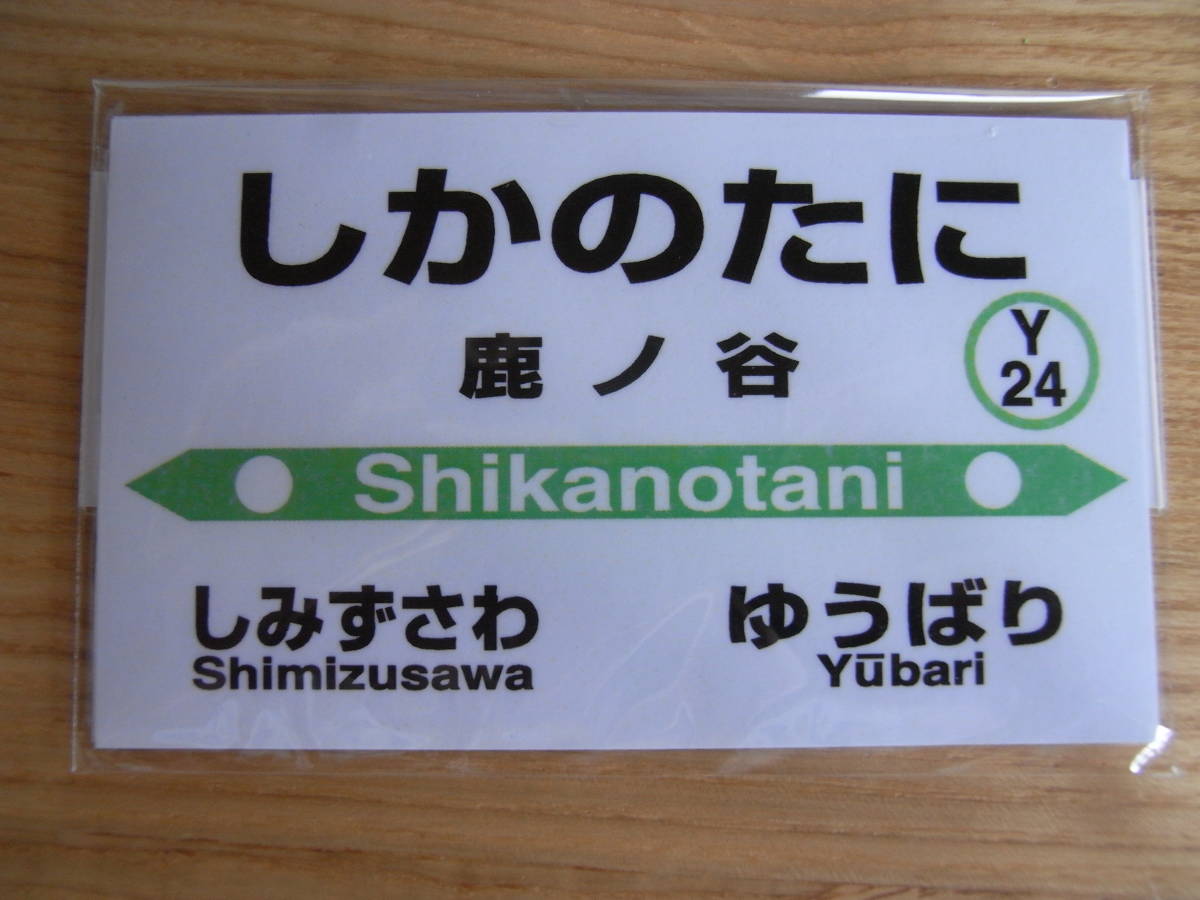 しかのたに
鹿ノ谷
Y
24
Shikanotani
しみずさわ
Shimizusawa
ゆうばり
Yūbari